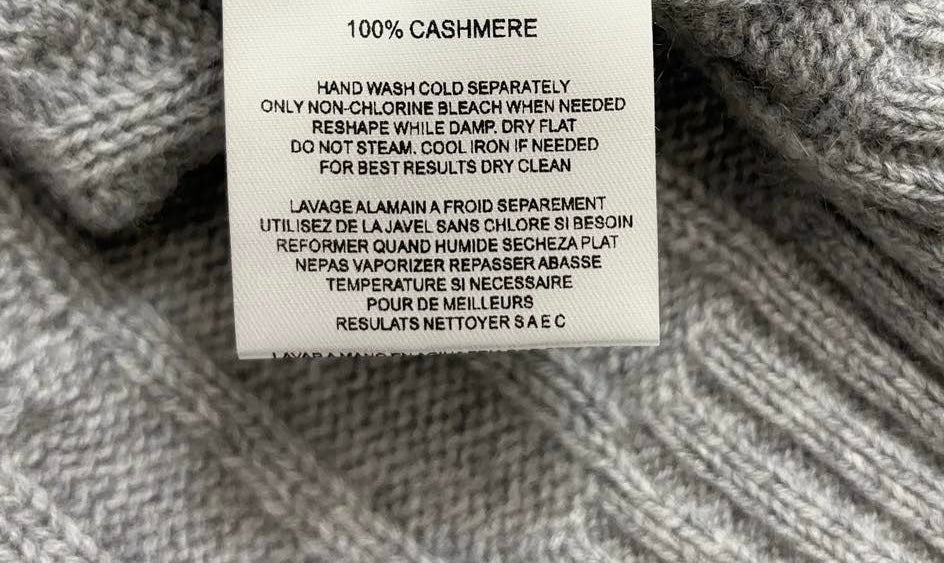 100% CASHMERE
HAND WASH COLD SEPARATELY
ONLY NON-CHLORINE BLEACH WHEN NEEDED
RESHAPE WHILE DAMP. DRY FLAT
DO NOT STEAM. COOL IRON IF NEEDED
FOR BEST RESULTS DRY CLEAN
LAVAGE ALAMAIN A FROID SEPAREMENT
UTILISEZ DE LA JAVEL SANS CHLORE SI BESOIN
REFORMER QUAND HUMIDE SECHEZA PLAT
NEPAS VAPORIZER REPASSER ABASSE
TEMPERATURE SI NECESSAIRE
POUR DE MEILLEURS
RESULATS NETTOYER S A E C